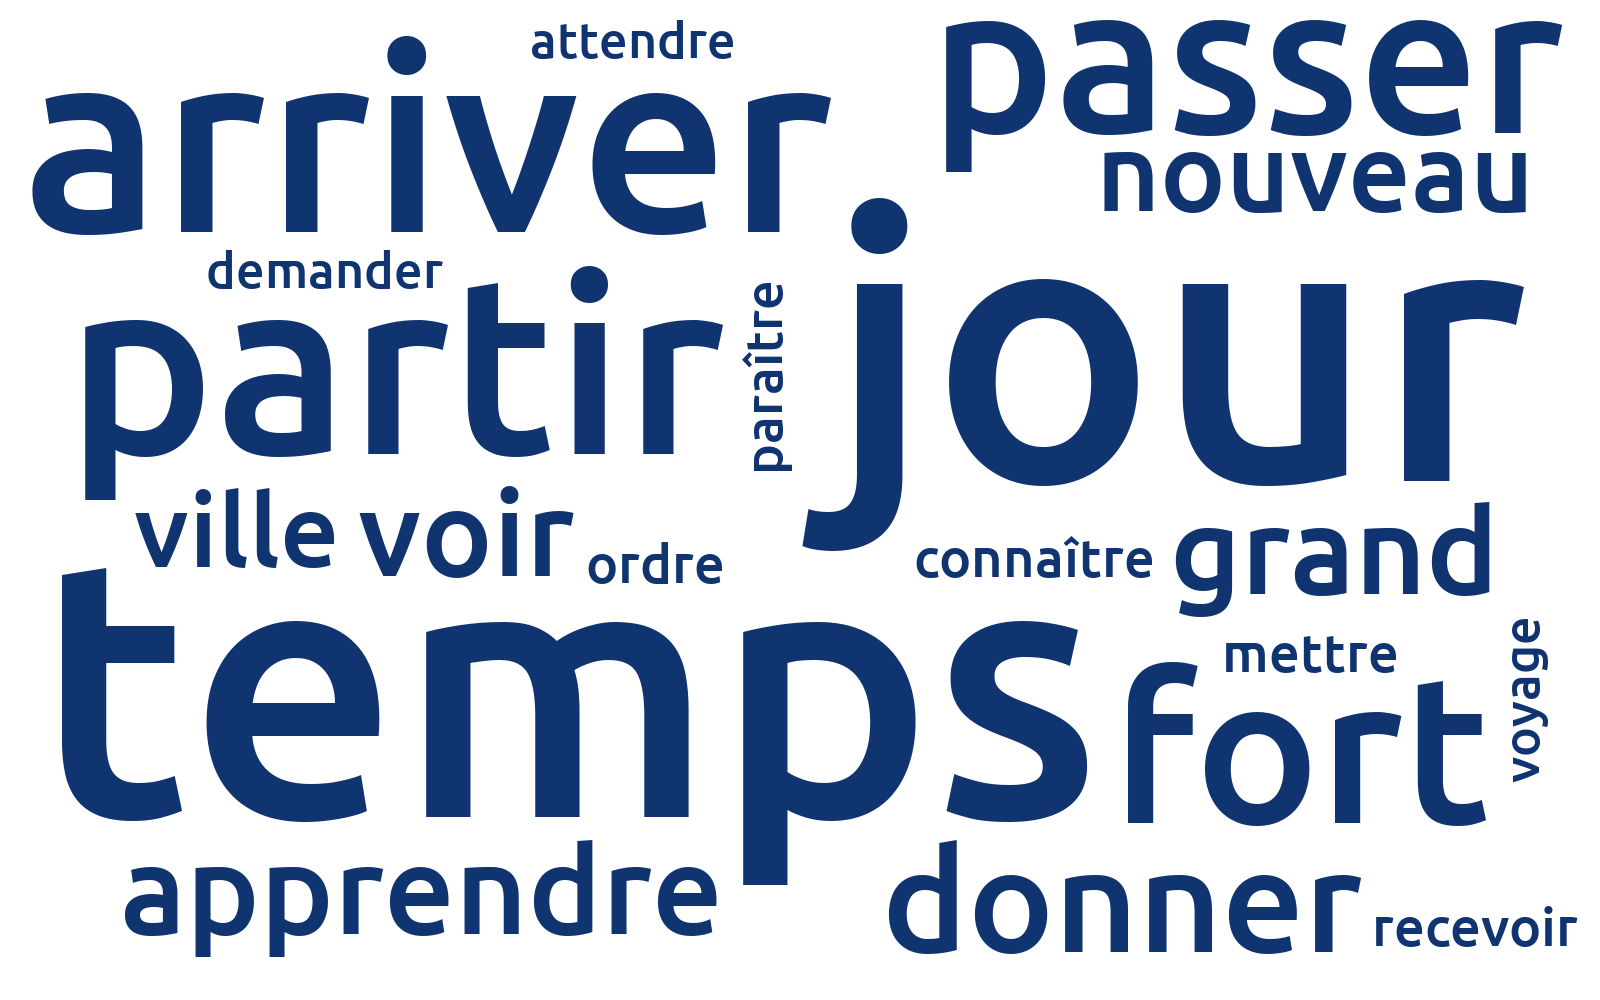 attendre
passer
arriver
nouveau
demander
jour
partir
paraître
ville
voir
ordre
connaître
grand
temps
mettre
voyage
fort
apprendre
donner
recevoir